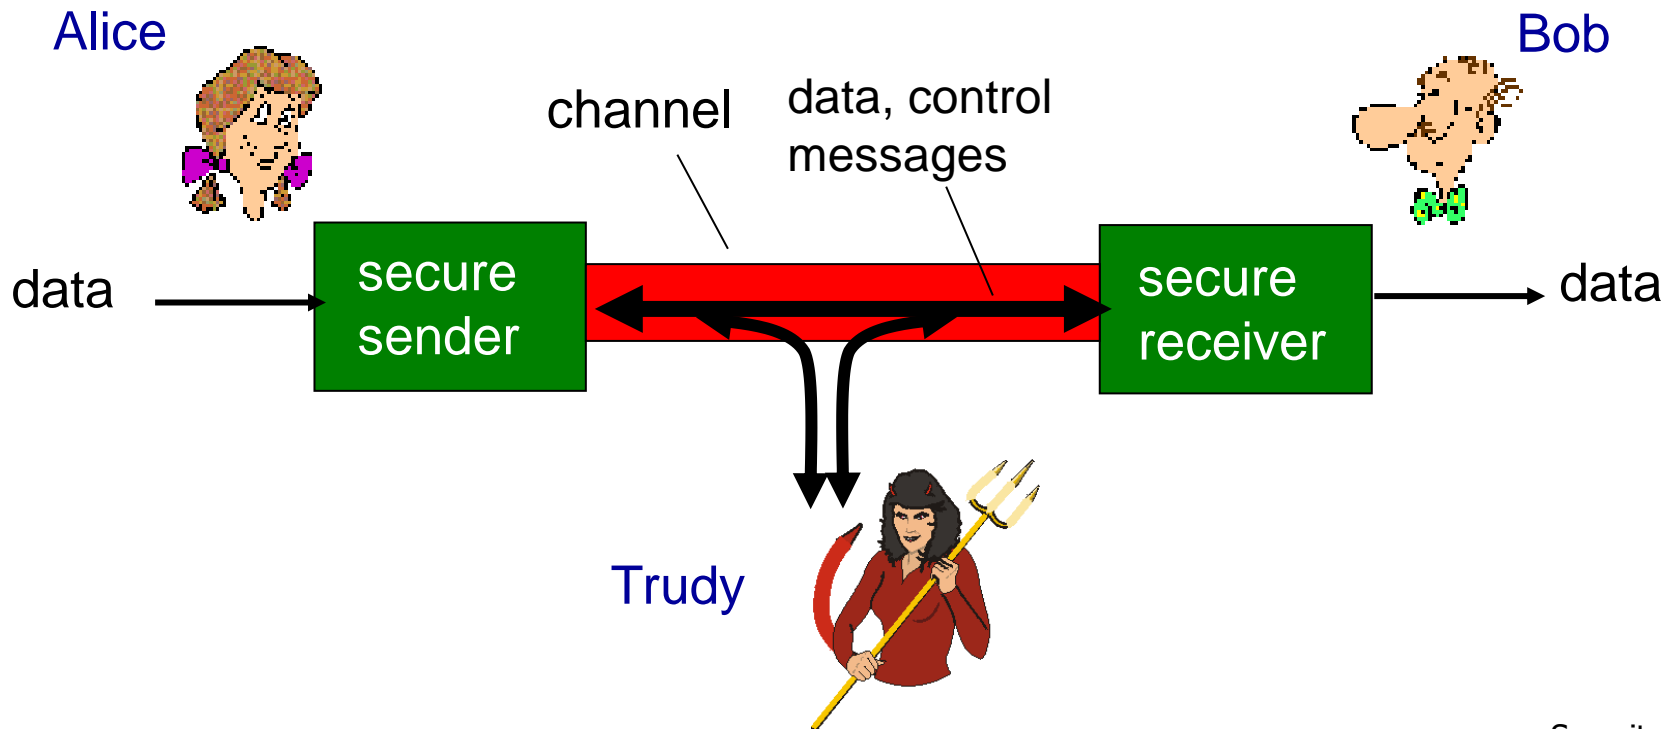 Alice
Bob
channel
data, control
messages
data
secure
sender
secure
receiver
data
Trudy